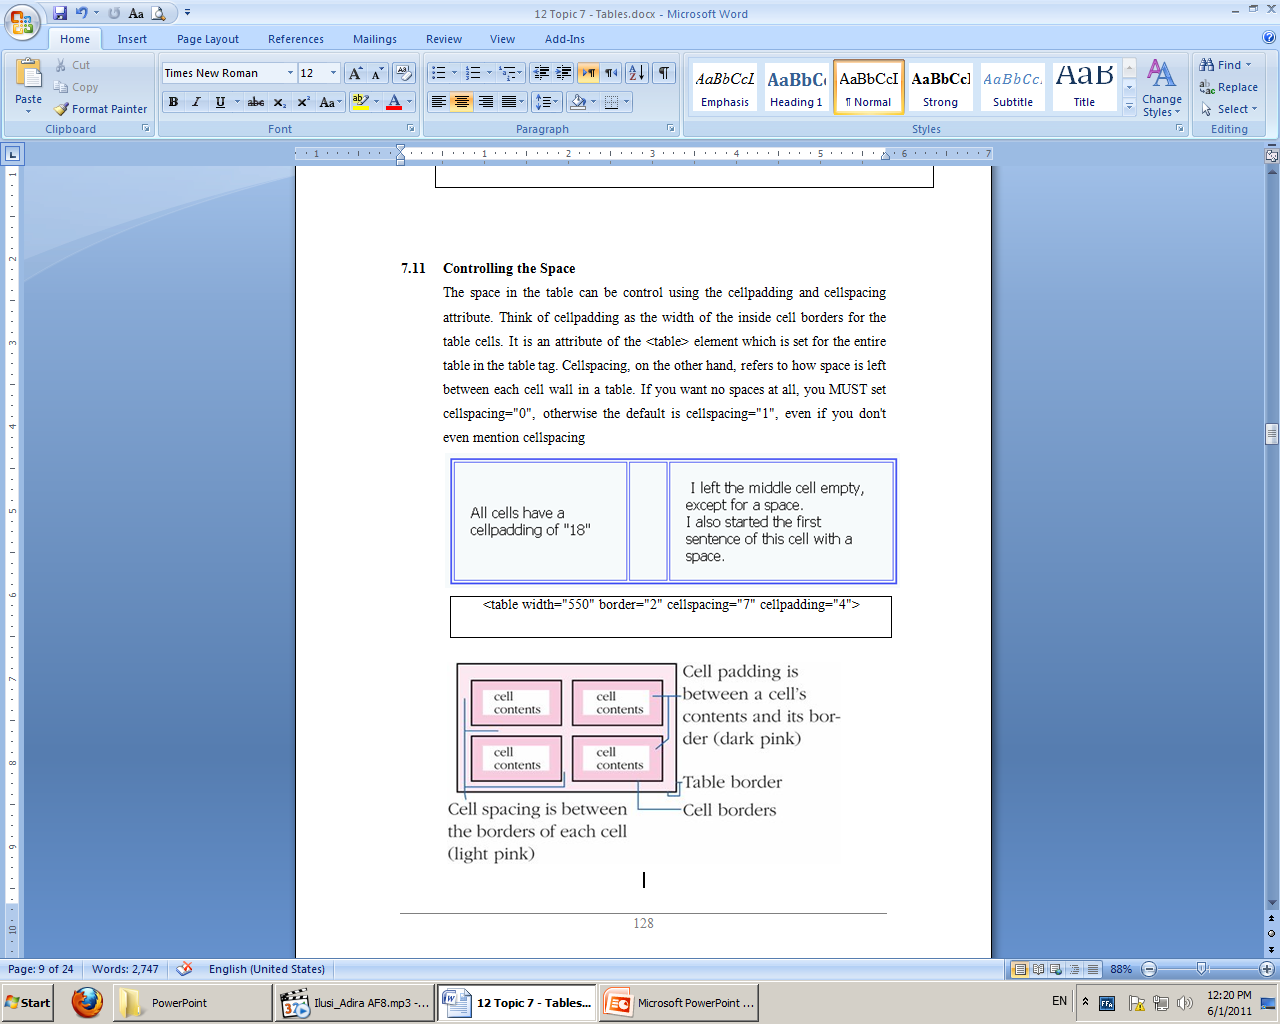 12 Topic 7 - Tables.docx - Microsoft Word
Home Insert Page Layout References Mailings Review View Add-Ins
Paste
Cut
Copy
Format Painter
Clipboard
Times New Roman 12
Font
Paragraph
AaBbCcI AaBbCc AaBbCcI AaBbCcI AaBbCc. AaB
Emphasis Heading 1 ¶ Normal Strong Subtitle Title
Change Styles
Styles
Find
Replace
Select
Editing
7.11 Controlling the Space
The space in the table can be control using the cellpadding and cellspacing
attribute. Think of cellpadding as the width of the inside cell borders for the
table cells. It is an attribute of the <table> element which is set for the entire
table in the table tag. Cellspacing, on the other hand, refers to how space is left
between each cell wall in a table. If you want no spaces at all, you MUST set
cellspacing="0", otherwise the default is cellspacing="1", even if you don't
even mention cellspacing
All cells have a
cellpadding of "18"
I left the middle cell empty,
except for a space.
I also started the first
sentence of this cell with a
space.
<table width="550" border="2" cellspacing="7" cellpadding="4">
cell
contents
cell
contents
cell
contents
cell
contents
Cell padding is
between a cell's
contents and its bor-
der (dark pink)
Table border
Cell borders
Cell spacing is between
the borders of each cell
(light pink)
128
Page: 9 of 24 Words: 2,747 English (United States) 88%
Start PowerPoint Ilusi_Adira AF8.mp3 -... 12 Topic 7 - Tables... Microsoft PowerPoint ... EN 12:20 PM
6/1/2011